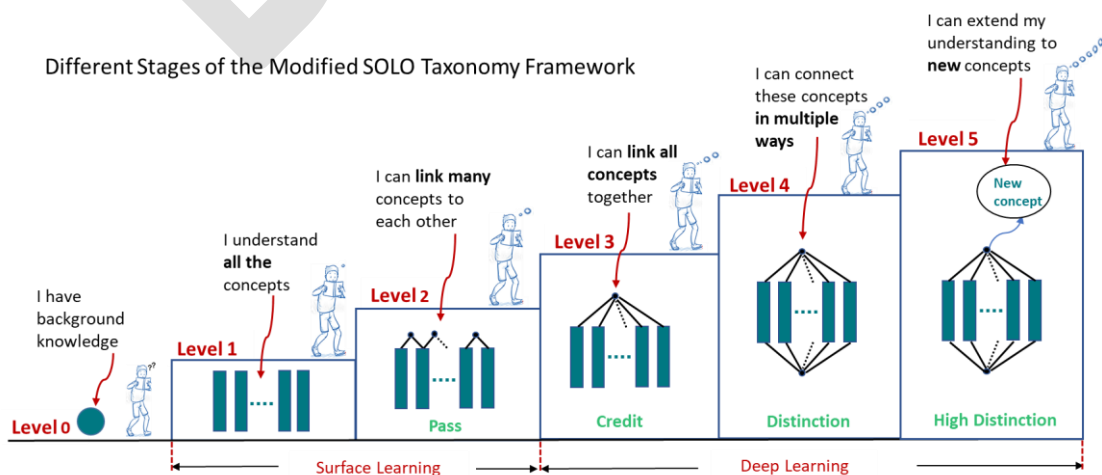 Different Stages of the Modified SOLO Taxonomy Framework
I have
background
knowledge
Level 0
??
Level 1
I understand
all the
concepts
....
Level 2
I can link many
concepts to
each other
....
Pass
Level 3
I can link all
concepts
together
....
Credit
Level 4
I can connect
these concepts
in multiple
ways
....
Distinction
Level 5
I can extend my
understanding to
new concepts
New
concept
....
High Distinction
Surface Learning
Deep Learning